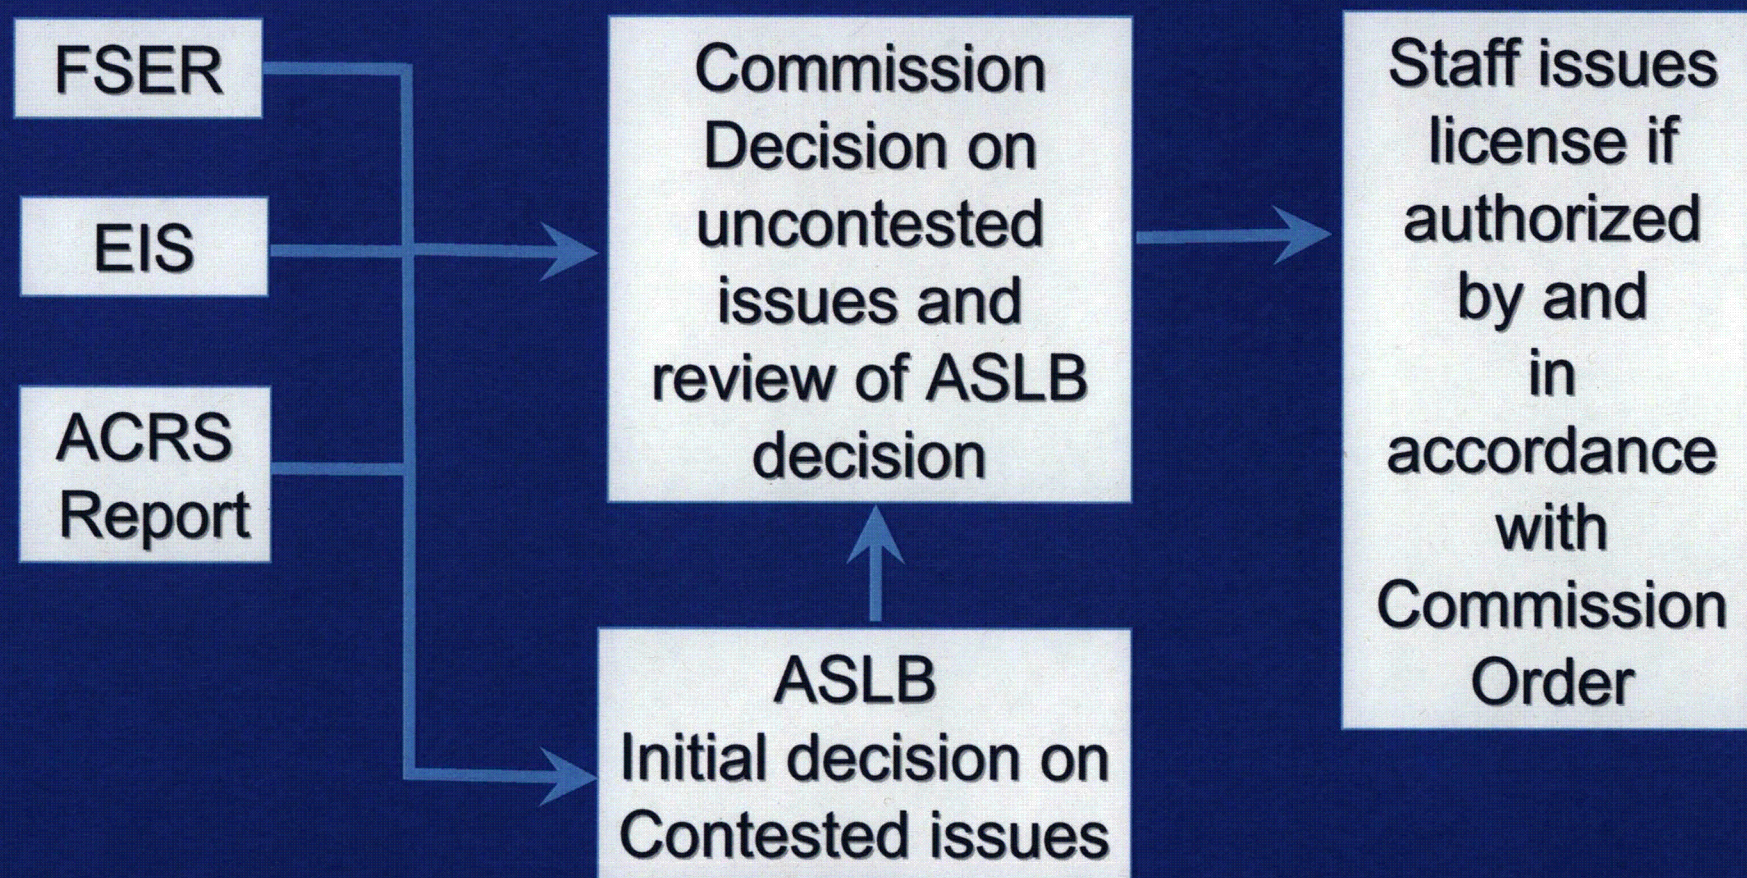 FSER
EIS
ACRS
Report
Commission
Decision on
uncontested
issues and
review of ASLB
decision
ASLB
Initial decision on
Contested issues
Staff issues
license if
authorized
by and
in
accordance
with
Commission
Order